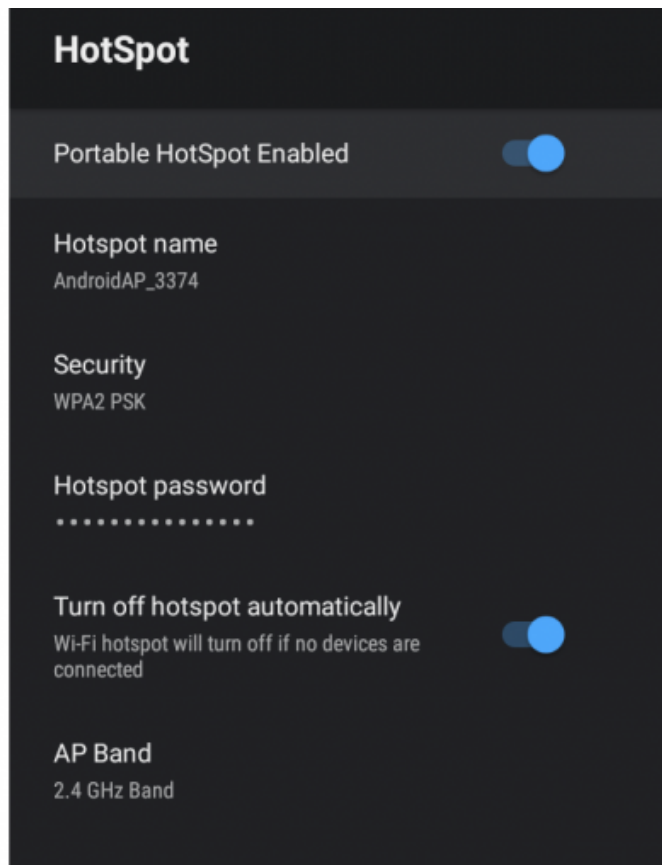 HotSpot
Portable HotSpot Enabled
Hotspot name
AndroidAP_3374
Security
WPA2 PSK
Hotspot password
•••••••••••••••
Turn off hotspot automatically
Wi-Fi hotspot will turn off if no devices are
connected
AP Band
2.4 GHz Band